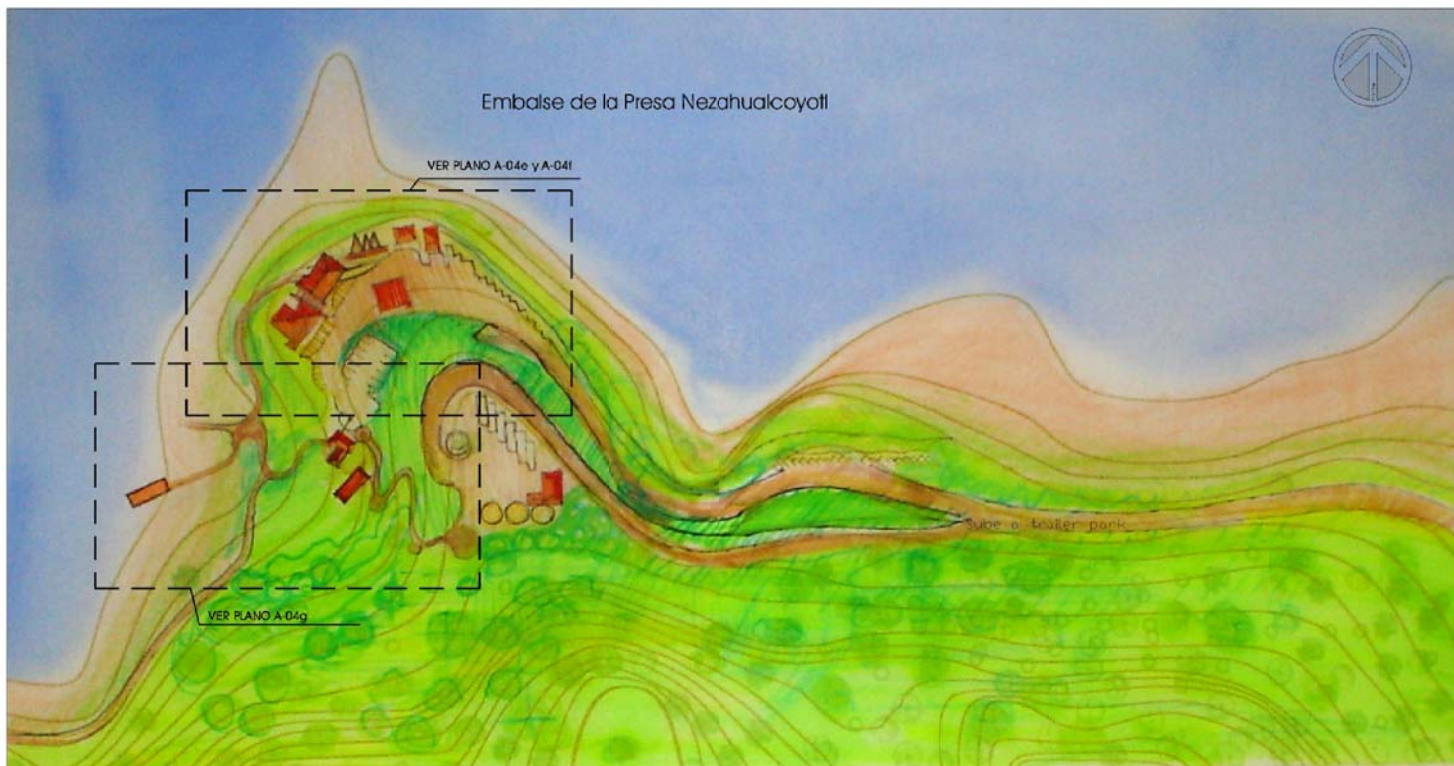 Embalse de la Presa Nezahualcoyotl
VER PLANO A-04e y A-04f
Sube a trailer park
VER PLANO A-04g